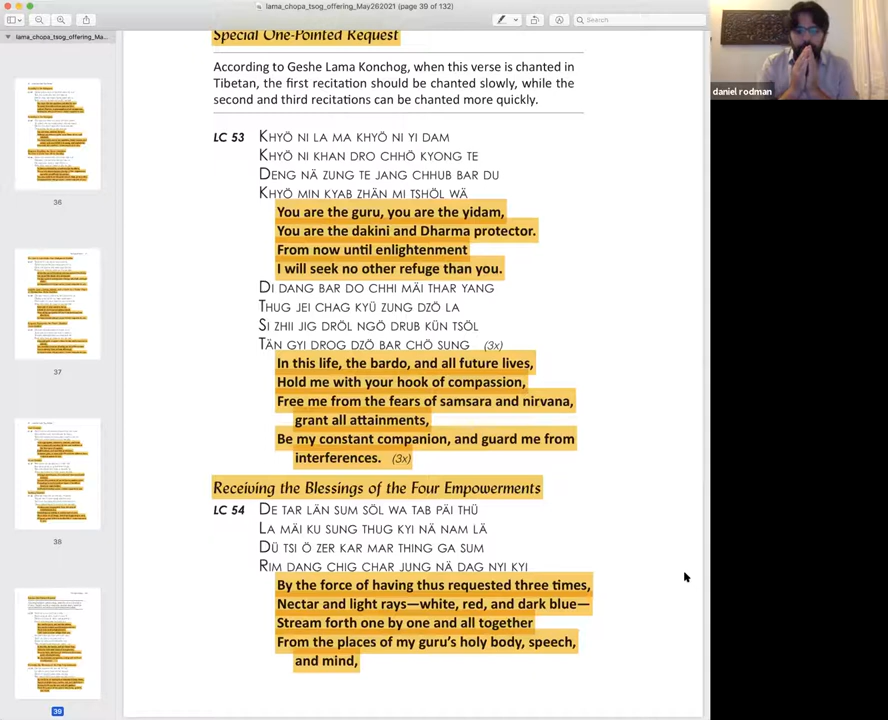 lama_chopa_tsog_offering_May262021 (page 39 of 132)
Search
lama_chopa_tsog_offering_Ma...
36
37
38
39
daniel rodman
Special One-Pointed Request
According to Geshe Lama Konchog, when this verse is chanted in
Tibetan, the first recitation should be chanted slowly, while the
second and third recitations can be chanted more quickly.
LC 53 KHYÖ NI LA MA KHYÖ NI YI DAM
KHYÖ NI KHAN DRO CHHÖ KYONG TE
DENG NÄ ZUNG TE JANG CHHUB BAR DU
KHYÖ MIN KYAB ZHÄN MI TSHÖL WÄ
You are the guru, you are the yidam,
You are the dakini and Dharma protector.
From now until enlightenment
I will seek no other refuge than you.
DI DANG BAR DO CHHI MÄI THAR YANG
THUG JEI CHAG KYÜ ZUNG DZÖ LA
SI ZHII JIG DRÖL NGÖ DRUB KÜN TSÖL
TÄN GYI DROG DZÖ BAR CHÖ SUNG (3x)
In this life, the bardo, and all future lives,
Hold me with your hook of compassion,
Free me from the fears of samsara and nirvana,
grant all attainments,
Be my constant companion, and guard me from
interferences. (3x)
Receiving the Blessings of the Four Empowerments
LC 54 DE TAR LÄN SUM SÖL WA TAB PÄI THÜ
LA MÄI KU SUNG THUG KYI NÄ NAM LÄ
DÜ TSI Ö ZER KAR MAR THING GA SUM
RIM DANG CHIG CHAR JUNG NÄ DAG NYI KYI
By the force of having thus requested three times,
Nectar and light rays—white, red, and dark blue—
Stream forth one by one and all together
From the places of my guru's holy body, speech,
and mind,